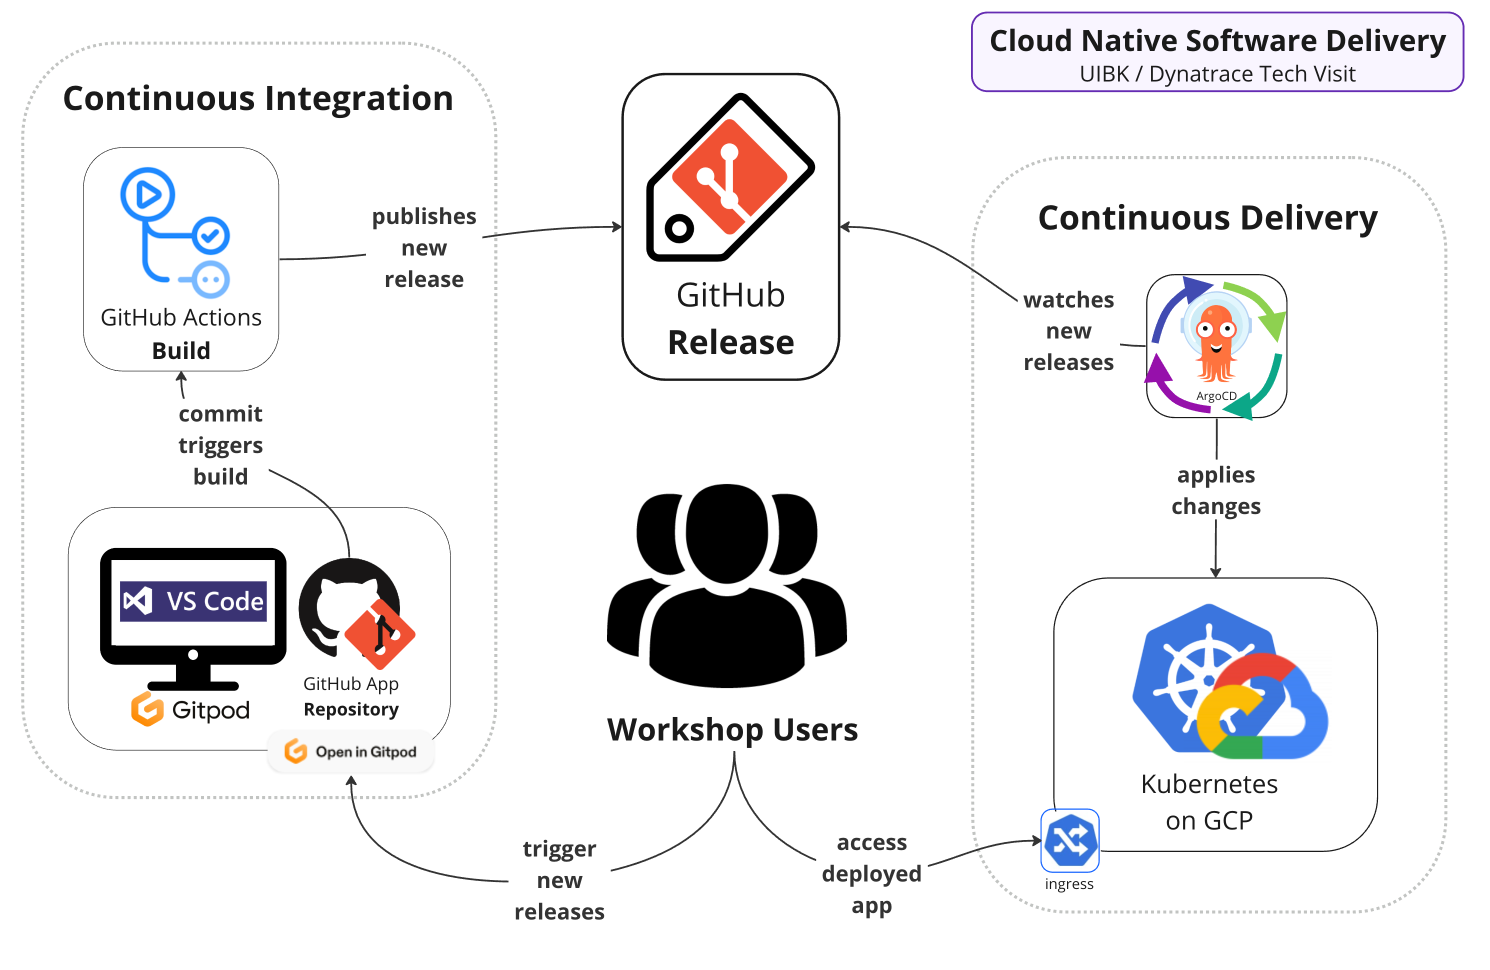 Cloud Native Software Delivery
UIBK / Dynatrace Tech Visit
Continuous Integration
GitHub Actions
Build
publishes
new
release
GitHub
Release
Continuous Delivery
watches
new
releases
ArgoCD
commit
triggers
build
applies
changes
VS Code
Gitpod
GitHub App
Repository
Open in Gitpod
Workshop Users
Kubernetes
on GCP
ingress
trigger
new
releases
access
deployed
app